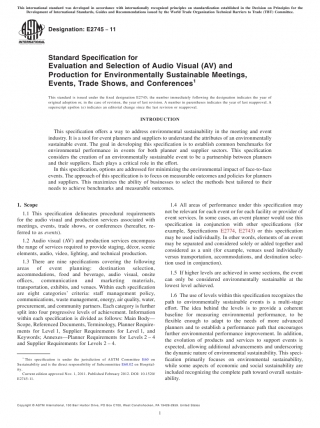 This international standard was developed in accordance with internationally recognized principles on standardization established in the Decision on Principles for the
Development of International Standards, Guides and Recommendations issued by the World Trade Organization Technical Barriers to Trade (TBT) Committee.
Designation: E2745 − 11
Standard Specification for
Evaluation and Selection of Audio Visual (AV) and
Production for Environmentally Sustainable Meetings,
Events, Trade Shows, and Conferences1
This standard is issued under the fixed designation E2745; the number immediately following the designation indicates the year of
original adoption or, in the case of revision, the year of last revision. A number in parentheses indicates the year of last reapproval. A
superscript epsilon (ε) indicates an editorial change since the last revision or reapproval.
INTRODUCTION
This specification offers a way to address environmental sustainability in the meeting and event
industry. It is a tool for event planners and suppliers to understand the attributes of an environmentally
sustainable event. The goal in developing this specification is to establish common benchmarks for
environmental performance in events for both planner and supplier sectors. This specification
considers the creation of an environmentally sustainable event to be a partnership between planners
and their suppliers. Each plays a critical role in the effort.
In this specification, options are addressed for minimizing the environmental impact of face-to-face
events. The approach of this specification is to focus on measurable outcomes and policies for planners
and suppliers. This maximizes the ability of businesses to select the methods best tailored to their
needs to achieve benchmarks and measurable outcomes.
1. Scope
1.1 This specification delineates procedural requirements
for the audio visual and production services associated with
meetings, events, trade shows, or conferences (hereafter, re-
ferred to as events).
1.2 Audio visual (AV) and production services encompass
the range of services required to provide staging, décor, scenic
elements, audio, video, lighting, and technical production.
1.3 There are nine specifications covering the following
areas of event planning: destination selection,
accommodations, food and beverage, audio visual, onsite
offices, communication and marketing materials,
transportation, exhibits, and venues. Within each specification
are eight categories' criteria: staff management policy,
communications, waste management, energy, air quality, water,
procurement, and community partners. Each category is further
split into four progressive levels of achievement. Information
within each specification is divided as follows: Main Body—
Scope, Referenced Documents, Terminology, Planner Require-
ments for Level 1, Supplier Requirements for Level 1, and
Keywords; Annexes—Planner Requirements for Levels 2 – 4
and Supplier Requirements for Levels 2 – 4.
1 This specification is under the jurisdiction of ASTM Committee E60 on
Sustainability and is the direct responsibility of Subcommittee E60.02 on Hospital-
ity.
Current edition approved Nov. 1, 2011. Published February 2012. DOI: 10.1520/
E2745–11.
1.4 All areas of performance under this specification may
not be relevant for each event or for each facility or provider of
event services. In some cases, an event planner would use this
specification in conjunction with other specifications (for
example, Specifications E2774, E2743) or this specification
may be used individually. In other words, elements of an event
may be separated and considered solely or added together and
considered as a unit (for example, venues used individually
versus transportation, accommodations, and destination selec-
tion used in conjunction).
1.5 If higher levels are achieved in some sections, the event
can only be considered environmentally sustainable at the
lowest level achieved.
1.6 The use of levels within this specification recognizes the
path to environmentally sustainable events is a multi-stage
effort. The idea behind the levels is to provide a coherent
baseline for measuring environmental performance, to be
flexible enough to adapt to the needs of more advanced
planners and to establish a performance path that encourages
further environmental performance improvement. In addition,
the evolution of products and services to support events is
expected, allowing additional advances and underscoring
the dynamic nature of environmental sustainability. This speci-
fication primarily focuses on environmental sustainability,
while some aspects of economic and social sustainability are
included recognizing the complete path toward overall sustain-
ability.
Copyright © ASTM International, 100 Barr Harbor Drive, PO Box C700, West Conshohocken, PA 19428-2959. United States
1